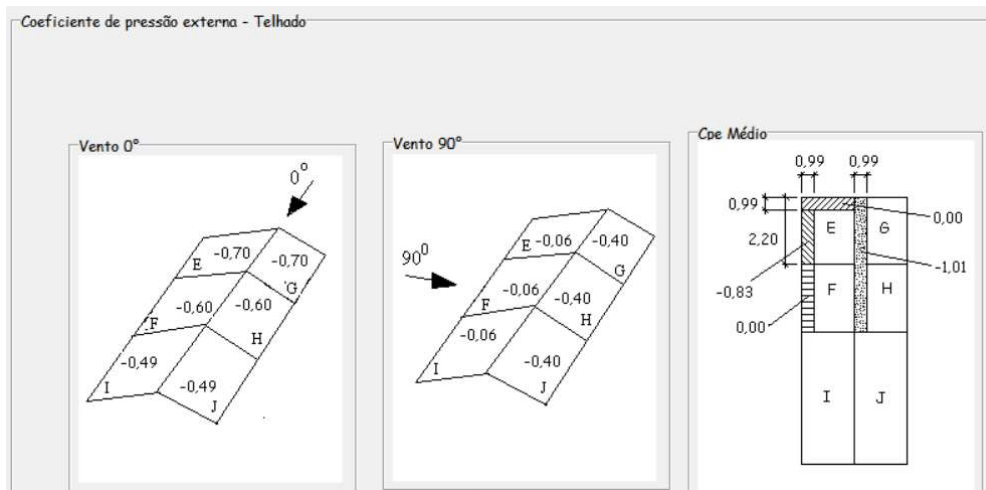 Coeficiente de pressão externa - Telhado
Vento 0°
0°
E -0,70 -0,70 G
F -0,60 -0,60 H
I -0,49 -0,49 J
Vento 90°
90°
E -0,06 -0,40 G
F -0,06 -0,40 H
I -0,06 -0,40 J
Cpe Médio
0,99 0,99
0,99
2,20
E G
0,00
-1,01
-0,83
F H
0,00
I J